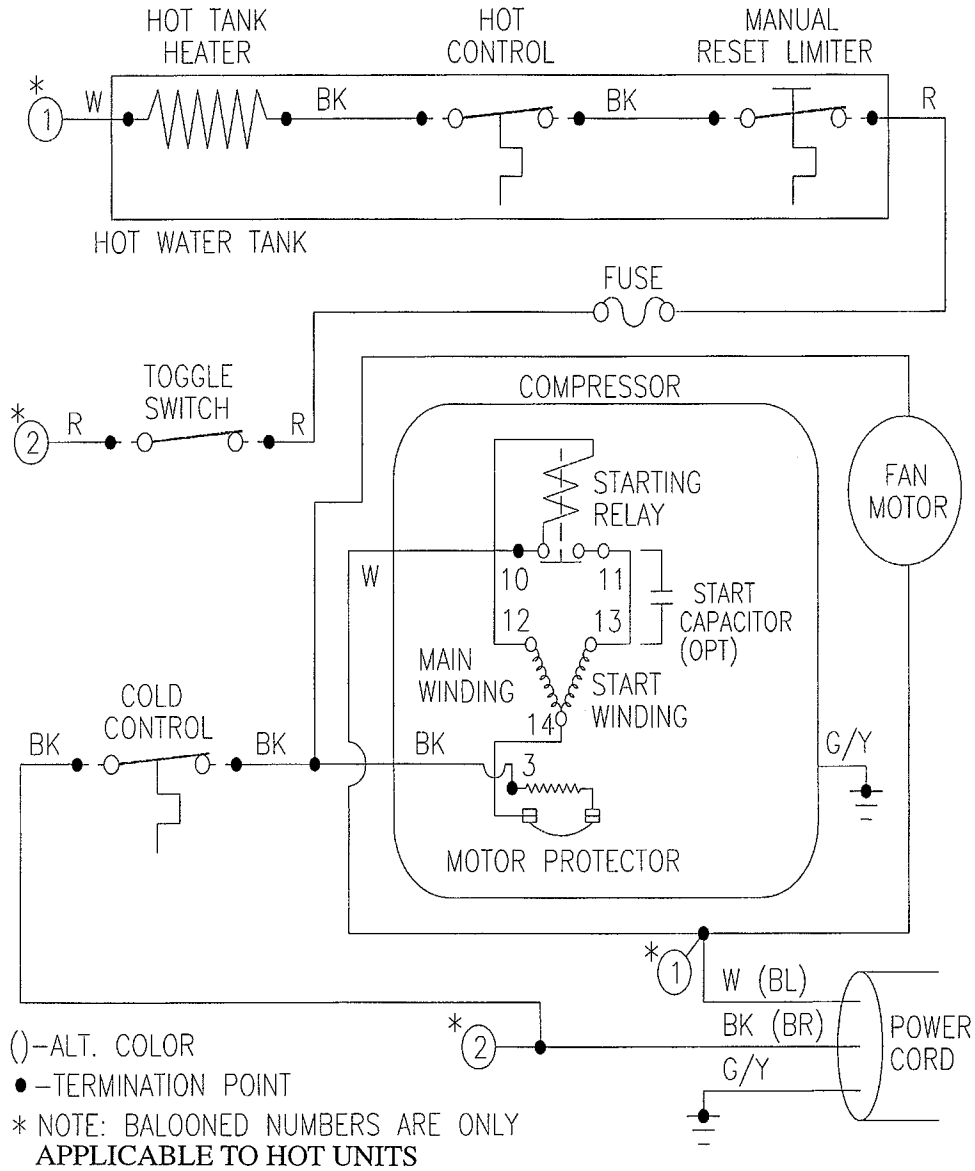 HOT TANK
HEATER
HOT
CONTROL
MANUAL
RESET LIMITER
*
1
W
BK
BK
R
HOT WATER TANK
FUSE
TOGGLE
SWITCH
*
2
R
R
COMPRESSOR
STARTING
RELAY
FAN
MOTOR
W
10
11
12
13
START
CAPACITOR
(OPT)
MAIN
WINDING
START
WINDING
14
COLD
CONTROL
BK
BK
BK
3
G/Y
MOTOR PROTECTOR
*
1
W (BL)
*
2
BK (BR)
POWER
CORD
G/Y
()-ALT. COLOR
● -TERMINATION POINT
* NOTE: BALOONED NUMBERS ARE ONLY
APPLICABLE TO HOT UNITS